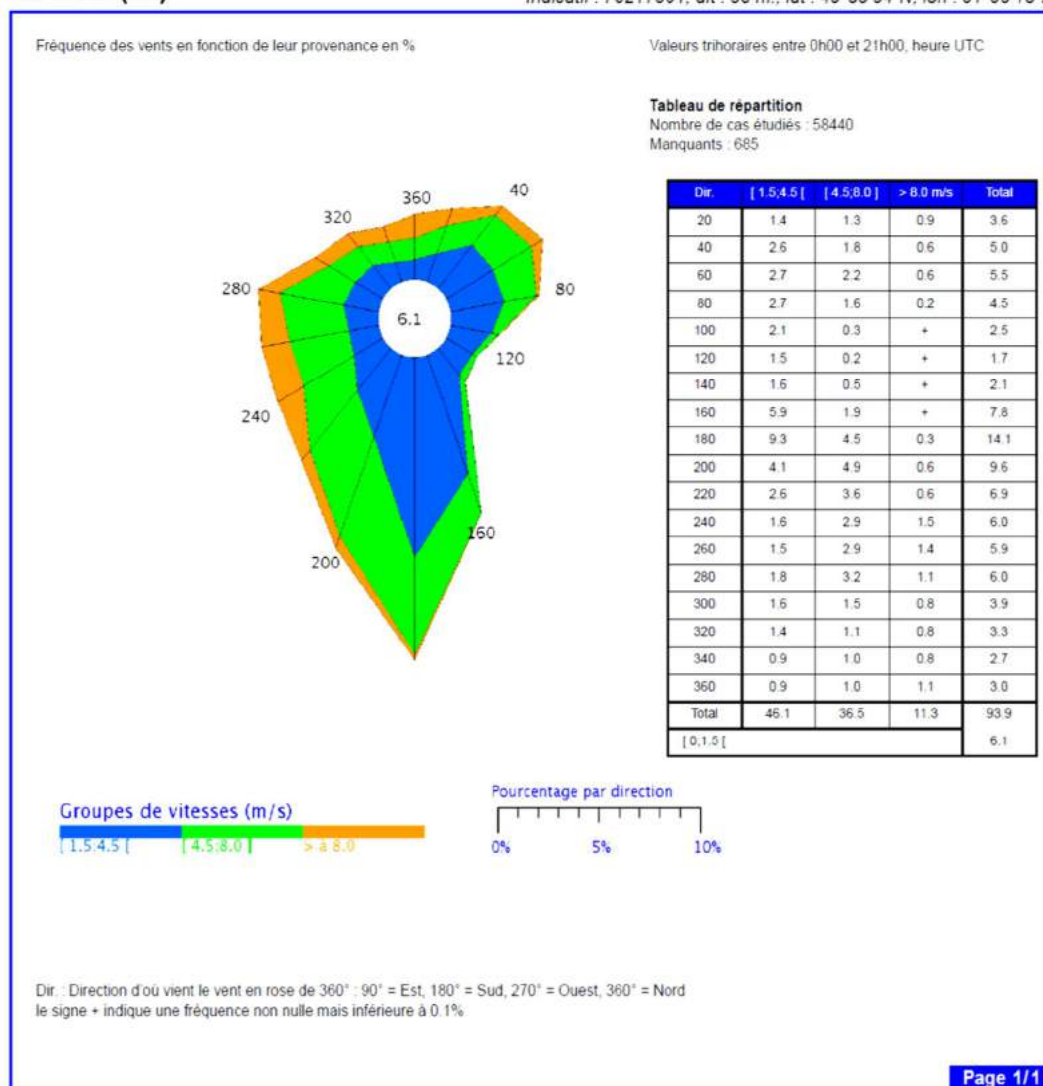 Fréquence des vents en fonction de leur provenance en %
Valeurs trihoraires entre 0h00 et 21h00, heure UTC
Tableau de répartition
Nombre de cas étudiés : 58440
Manquants : 685
360
40
320
280
80
6.1
120
240
160
200
Dir. [ 1.5;4.5 [ [ 4.5;8.0 ] > 8.0 m/s Total
20 1.4 1.3 0.9 3.6
40 2.6 1.8 0.6 5.0
60 2.7 2.2 0.6 5.5
80 2.7 1.6 0.2 4.5
100 2.1 0.3 + 2.5
120 1.5 0.2 + 1.7
140 1.6 0.5 + 2.1
160 5.9 1.9 + 7.8
180 9.3 4.5 0.3 14.1
200 4.1 4.9 0.6 9.6
220 2.6 3.6 0.6 6.9
240 1.6 2.9 1.5 6.0
260 1.5 2.9 1.4 5.9
280 1.8 3.2 1.1 6.0
300 1.6 1.5 0.8 3.9
320 1.4 1.1 0.8 3.3
340 0.9 1.0 0.8 2.7
360 0.9 1.0 1.1 3.0
Total 46.1 36.5 11.3 93.9
[ 0;1.5 [ 6.1
Groupes de vitesses (m/s)
[ 1.5;4.5 [ [ 4.5;8.0 ] > à 8.0
Pourcentage par direction
0% 5% 10%
Dir. : Direction d'où vient le vent en rose de 360° : 90° = Est, 180° = Sud, 270° = Ouest, 360° = Nord
le signe + indique une fréquence non nulle mais inférieure à 0.1%
Page 1/1